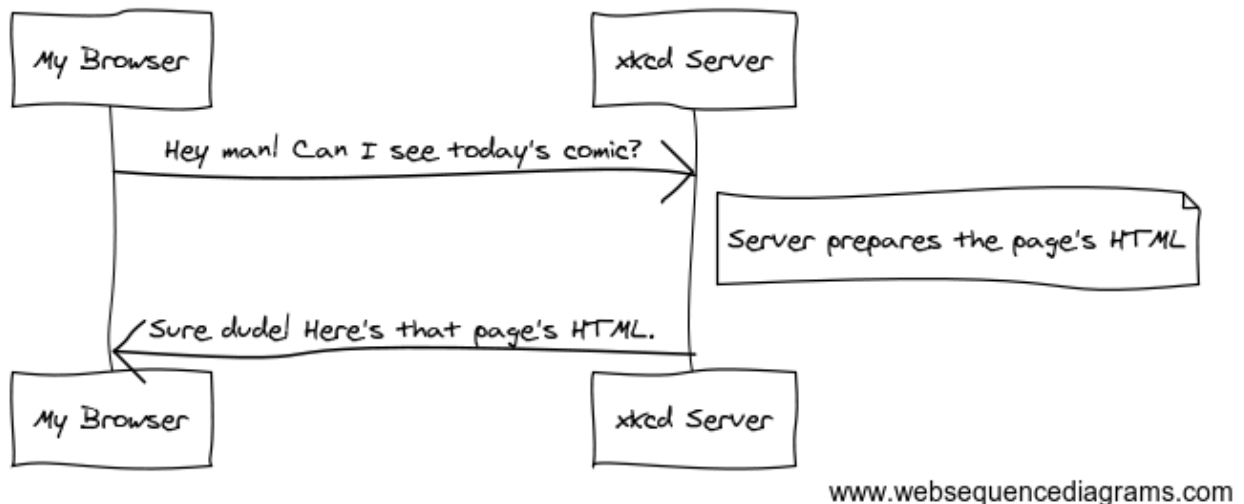 My Browser
xkcd Server
Hey man! Can I see today's comic?
Server prepares the page's HTML
Sure dude! Here's that page's HTML.
My Browser
xkcd Server
www.websequencediagrams.com